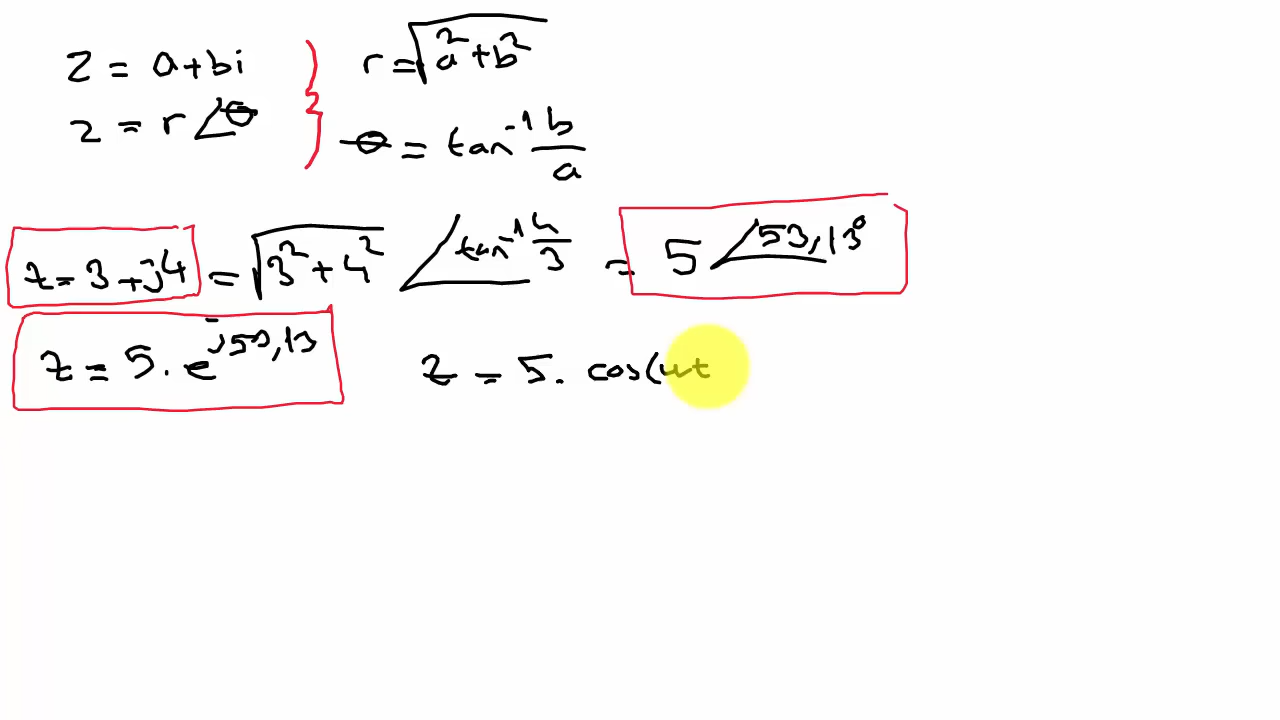 z = a+bi r = √a²+b²
z = r∠θ θ = tan⁻¹ b/a
z = 3+j4 = √3²+4² ∠tan⁻¹ 4/3 = 5∠53,13°
z = 5.e^j53,13 z = 5. cos(wt